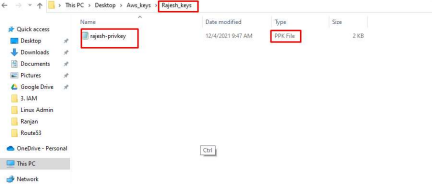 This PC > Desktop > Aws_keys > Rajesh_keys
Name Date modified Type Size
Quick access
Desktop
Downloads
Documents
Pictures
Google Drive
3. IAM
Linux Admin
Ranjan
Route53
OneDrive - Personal
This PC
Network
rajesh-privkey 12/4/2021 9:47 AM PPK File 2 KB
Ctrl